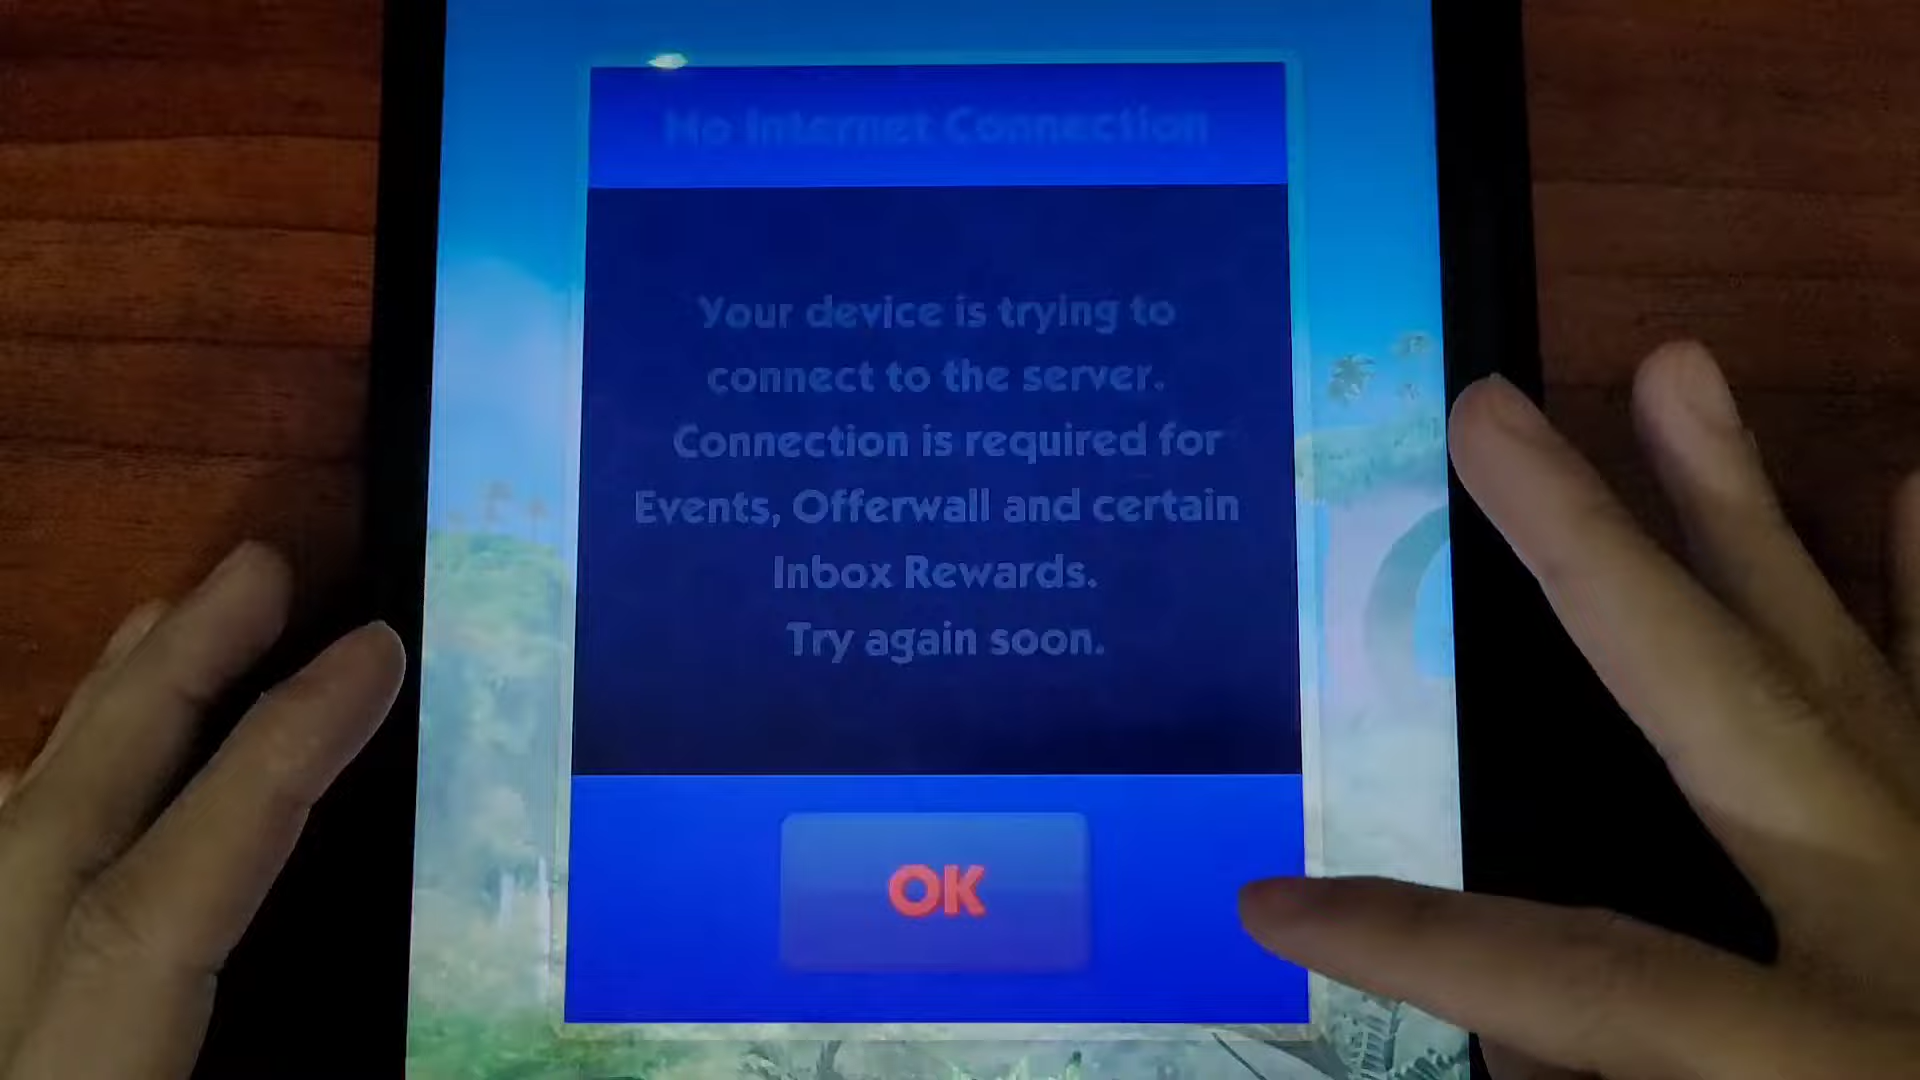 No Internet Connection
Your device is trying to
connect to the server.
Connection is required for
Events, Offerwall and certain
Inbox Rewards.
Try again soon.
OK